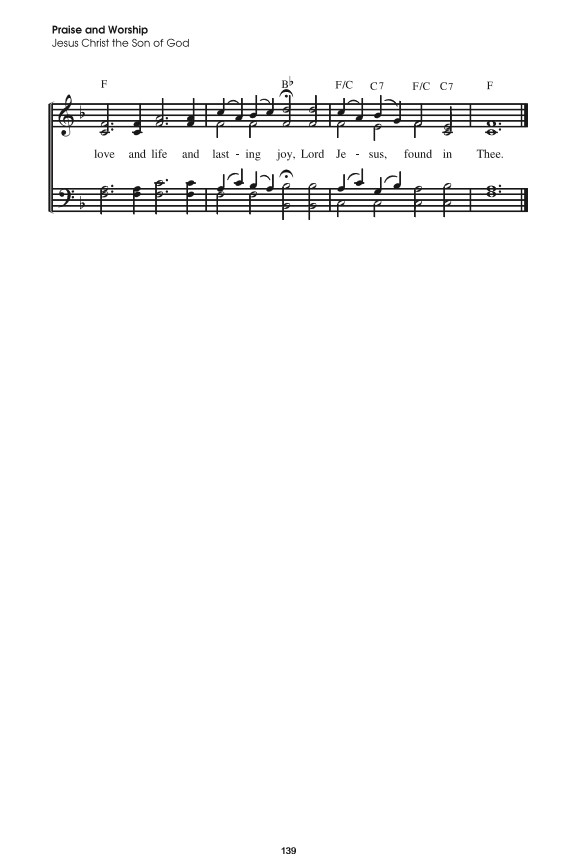 Praise and Worship
Jesus Christ the Son of God
F B♭ F/C C7 F/C C7 F
love and life and last - ing joy, Lord Je - sus, found in Thee.
139